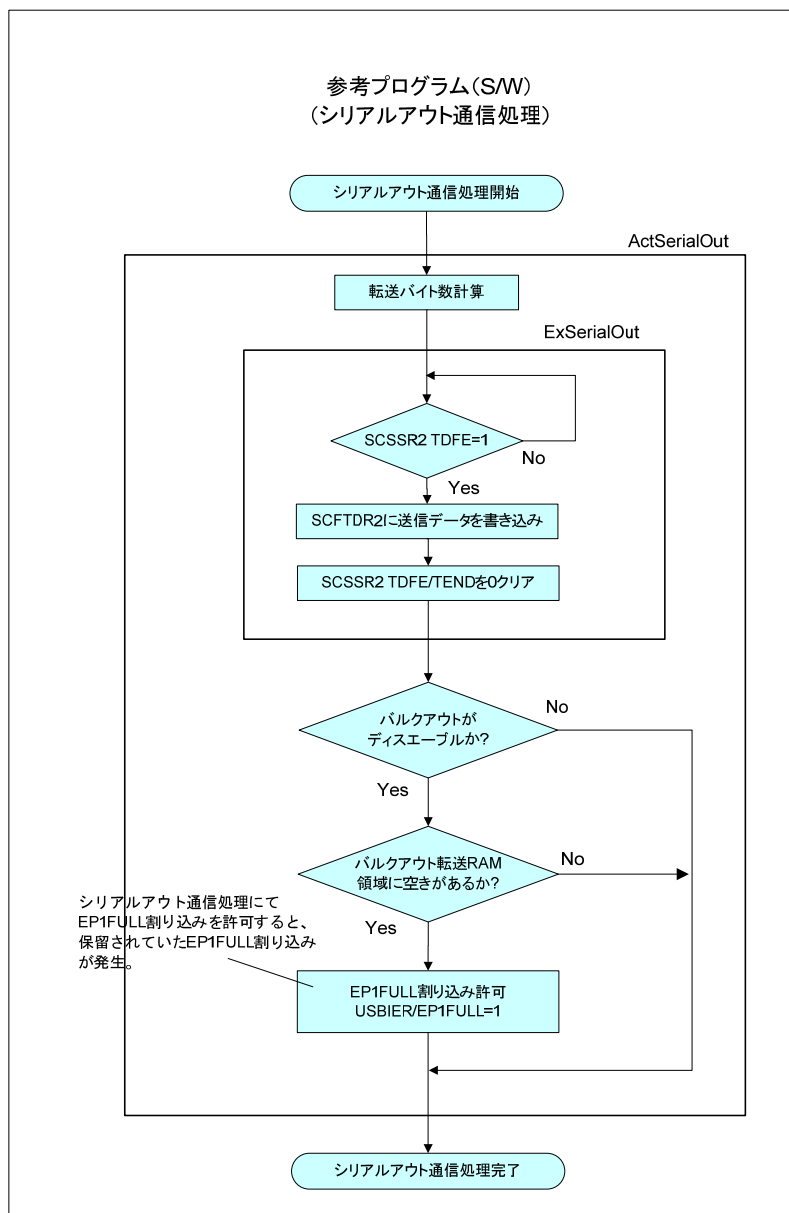 参考プログラム(S/W)
(シリアルアウト通信処理)
シリアルアウト通信処理開始
ActSerialOut
転送バイト数計算
ExSerialOut
SCSSR2 TDFE=1
No
Yes
SCFTDR2に送信データを書き込み
SCSSR2 TDFE/TENDを0クリア
バルクアウトが
ディスエーブルか?
No
Yes
バルクアウト転送RAM
領域に空きがあるか?
No
Yes
シリアルアウト通信処理にて
EP1FULL割り込みを許可すると、
保留されていたEP1FULL割り込み
が発生。
EP1FULL割り込み許可
USBIER/EP1FULL=1
シリアルアウト通信処理完了